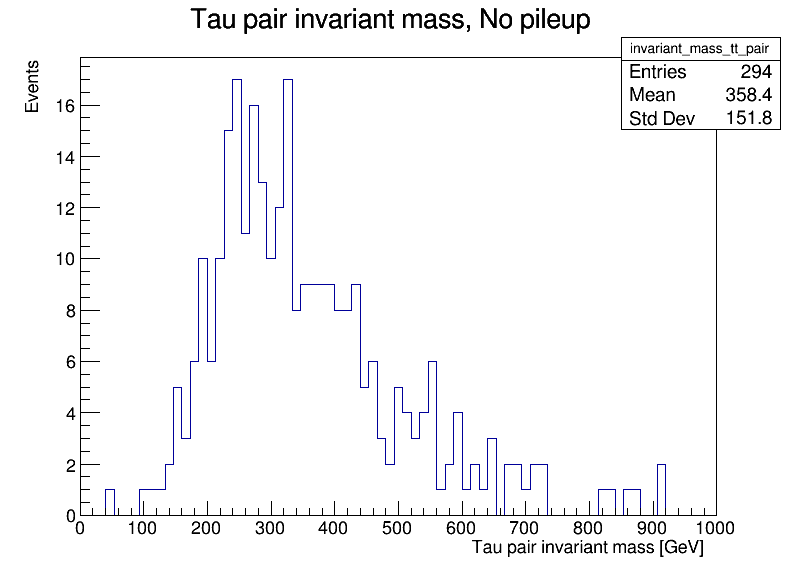 Tau pair invariant mass, No pileup
invariant_mass_tt_pair
Entries 294
Mean 358.4
Std Dev 151.8
Events
16
14
12
10
8
6
4
2
0
0 100 200 300 400 500 600 700 800 900 1000
Tau pair invariant mass [GeV]